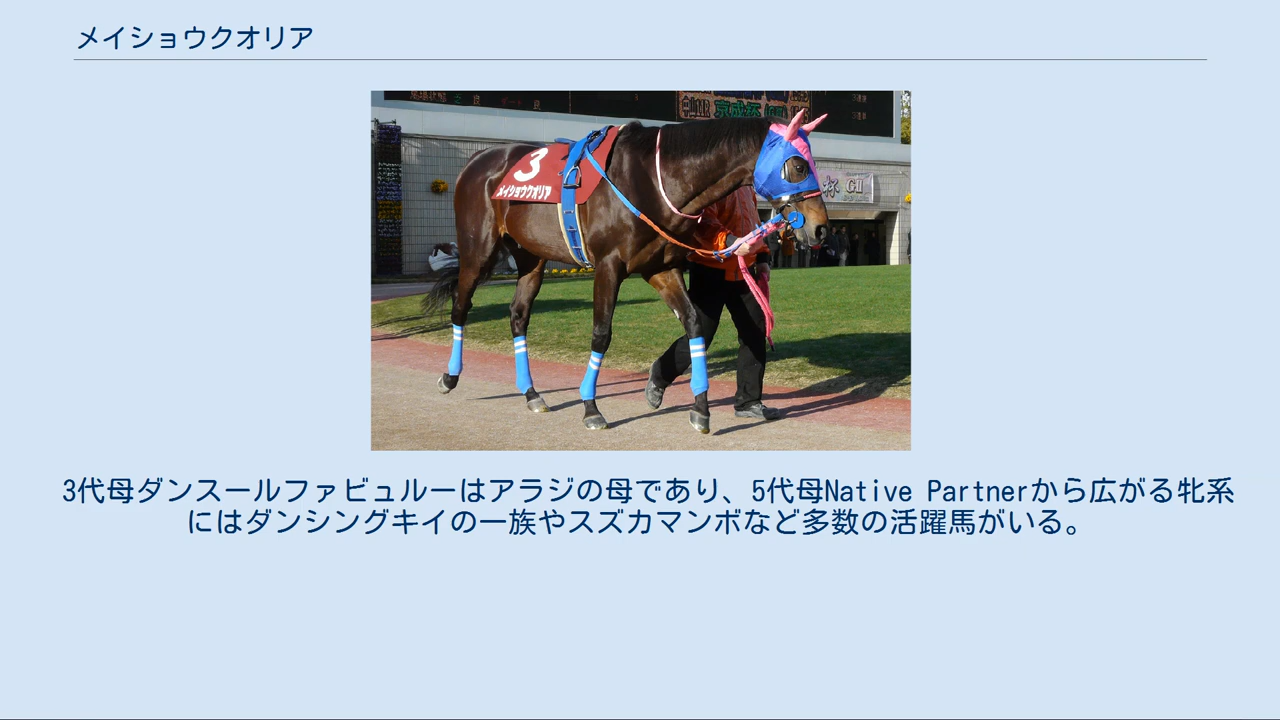 メイショウクオリア
京成杯
3
メイショウクオリア
杯 GII
3代母ダンスールファビュルーはアラジの母であり、5代母Native Partnerから広がる牝系
にはダンシングキイの一族やスズカマンボなど多数の活躍馬がいる。